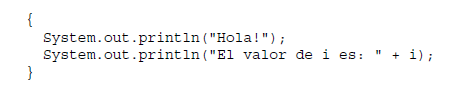 {
System.out.println("Hola!");
System.out.println("El valor de i es: " + i);
}